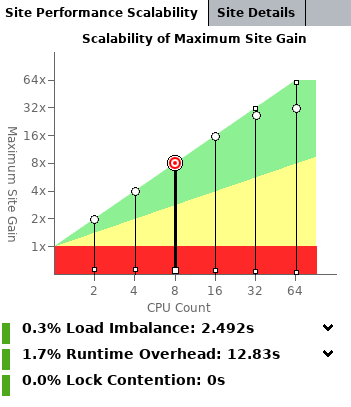 Site Performance Scalability Site Details
Scalability of Maximum Site Gain
Maximum Site Gain
64x
32x
16x
8x
4x
2x
1x
2 4 8 16 32 64
CPU Count
0.3% Load Imbalance: 2.492s
1.7% Runtime Overhead: 12.83s
0.0% Lock Contention: 0s